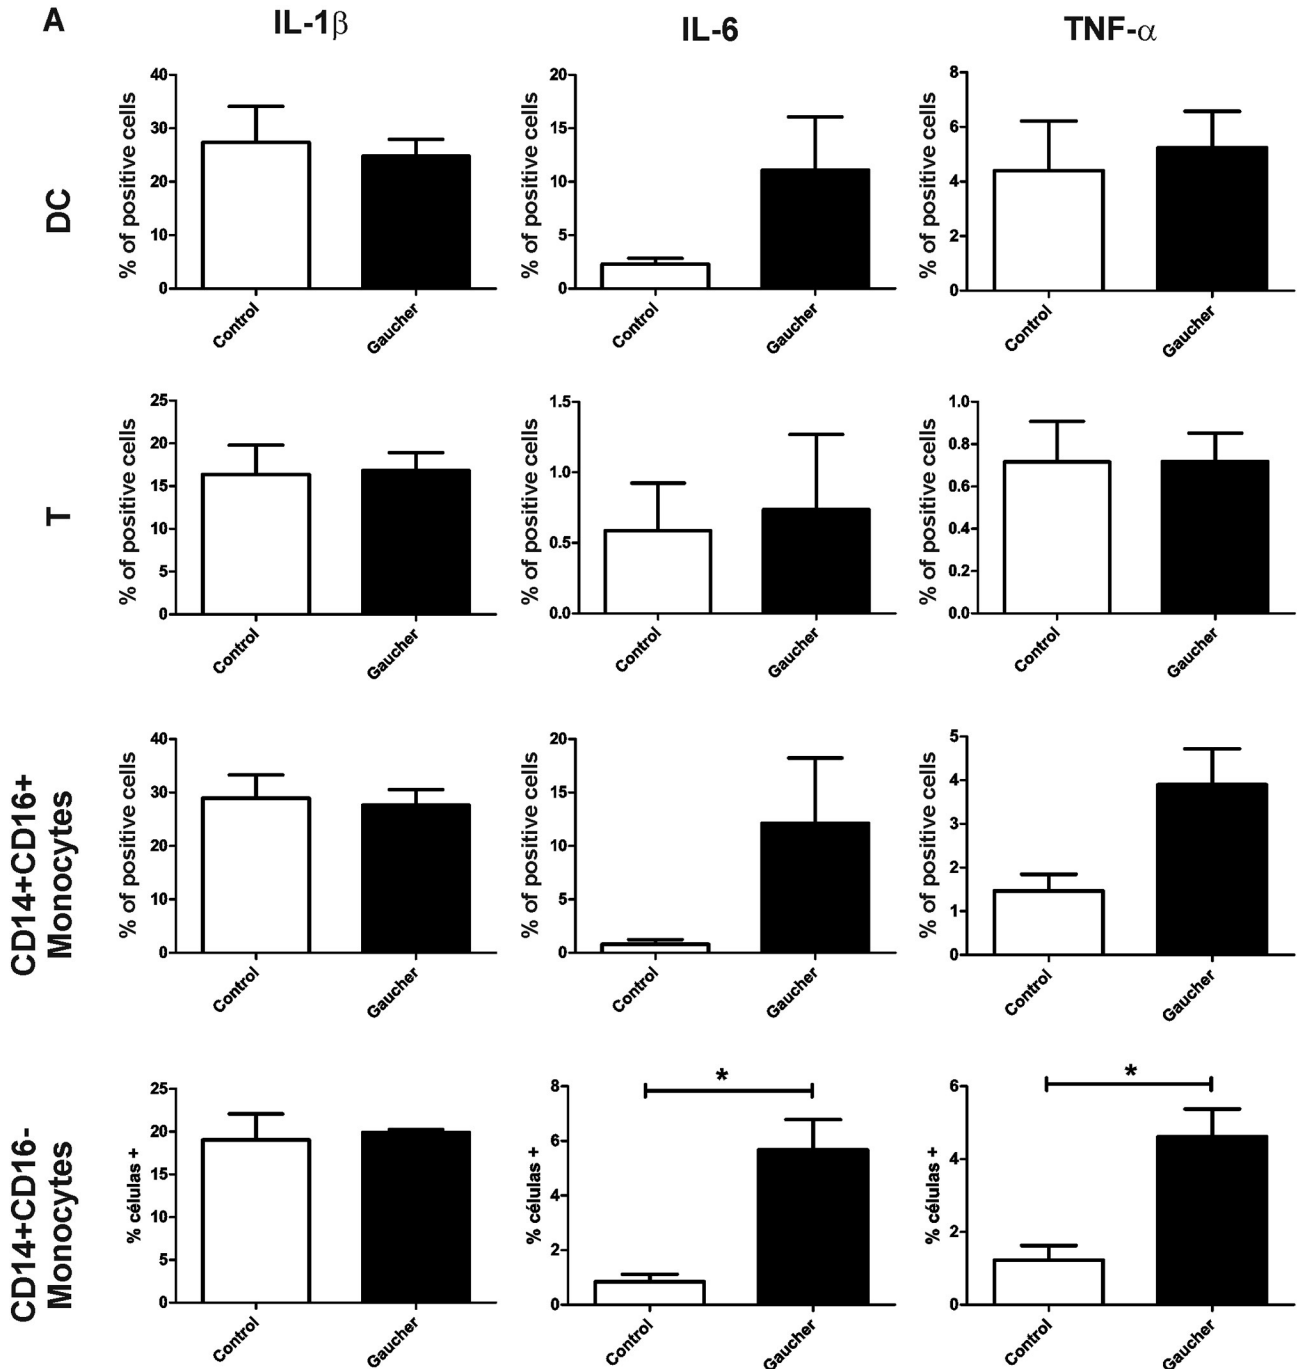 A
IL-1β
IL-6
TNF-α
DC
% of positive cells
40
30
20
10
0
Control
Gaucher
% of positive cells
20
15
10
5
0
Control
Gaucher
% of positive cells
8
6
4
2
0
Control
Gaucher
T
% of positive cells
25
20
15
10
5
0
Control
Gaucher
% of positive cells
1.5
1.0
0.5
0.0
Control
Gaucher
% of positive cells
1.0
0.8
0.6
0.4
0.2
0.0
Control
Gaucher
CD14+CD16+
Monocytes
% of positive cells
40
30
20
10
0
Control
Gaucher
% of positive cells
20
15
10
5
0
Control
Gaucher
% of positive cells
5
4
3
2
1
0
Control
Gaucher
CD14+CD16-
Monocytes
% células +
25
20
15
10
5
0
Control
Gaucher
% células +
8
6
4
2
0
*
Control
Gaucher
% células +
6
4
2
0
*
Control
Gaucher